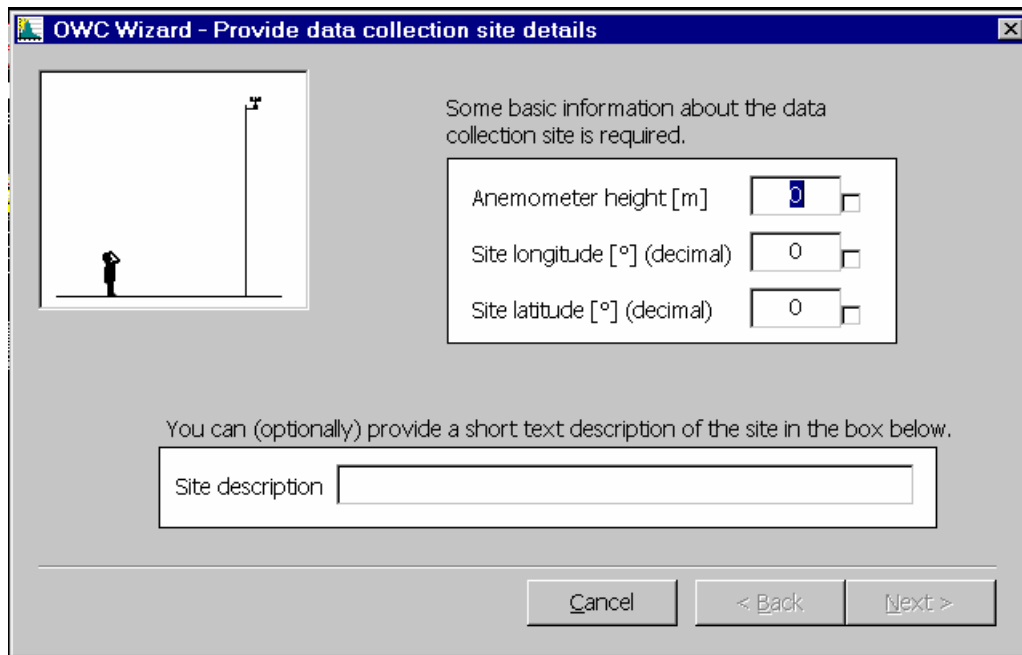 OWC Wizard - Provide data collection site details
Some basic information about the data
collection site is required.
Anemometer height [m] 0
Site longitude [º] (decimal) 0
Site latitude [º] (decimal) 0
You can (optionally) provide a short text description of the site in the box below.
Site description
Cancel < Back Next >